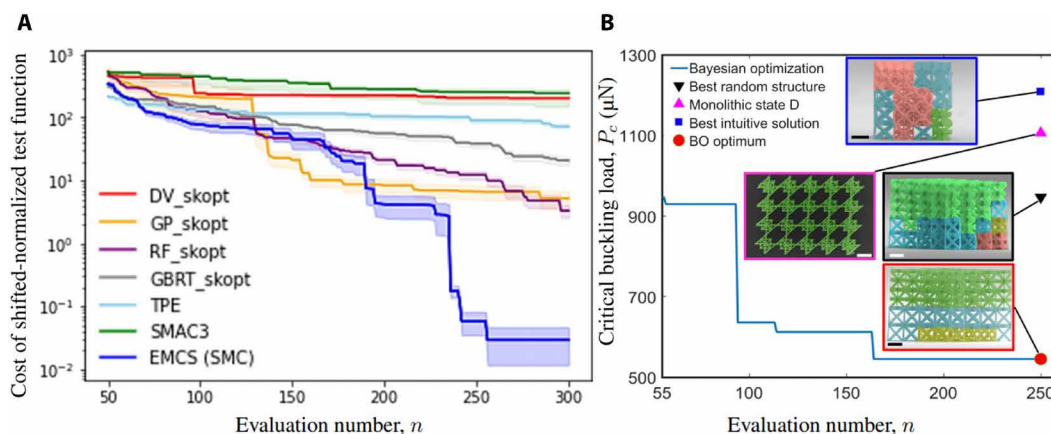 A
Cost of shifted-normalized test function
10³
10²
10¹
10⁰
10⁻¹
10⁻²
DV_skopt
GP_skopt
RF_skopt
GBRT_skopt
TPE
SMAC3
EMCS (SMC)
50
100
150
200
250
300
Evaluation number, n
B
Critical buckling load, P_c (µN)
1300
1100
900
700
500
Bayesian optimization
Best random structure
Monolithic state D
Best intuitive solution
BO optimum
55
100
150
200
250
Evaluation number, n